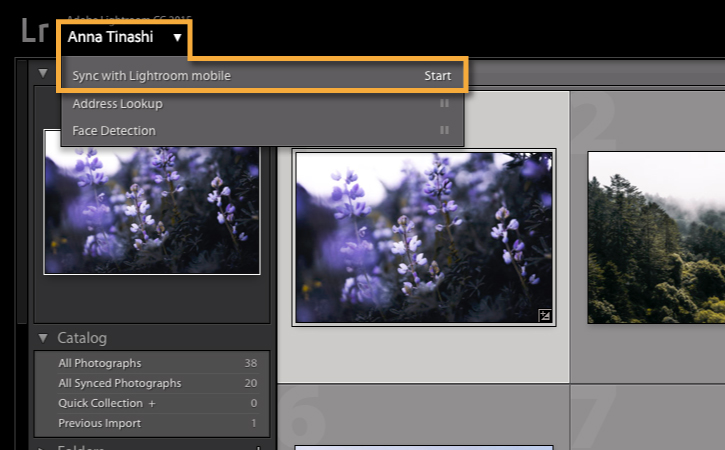 Lr
Adobe Lightroom CC 2015
Anna Tinashi ▼
Sync with Lightroom mobile Start
Address Lookup
Face Detection
2
Catalog
All Photographs 38
All Synced Photographs 20
Quick Collection + 0
Previous Import 1
6 7
Folders